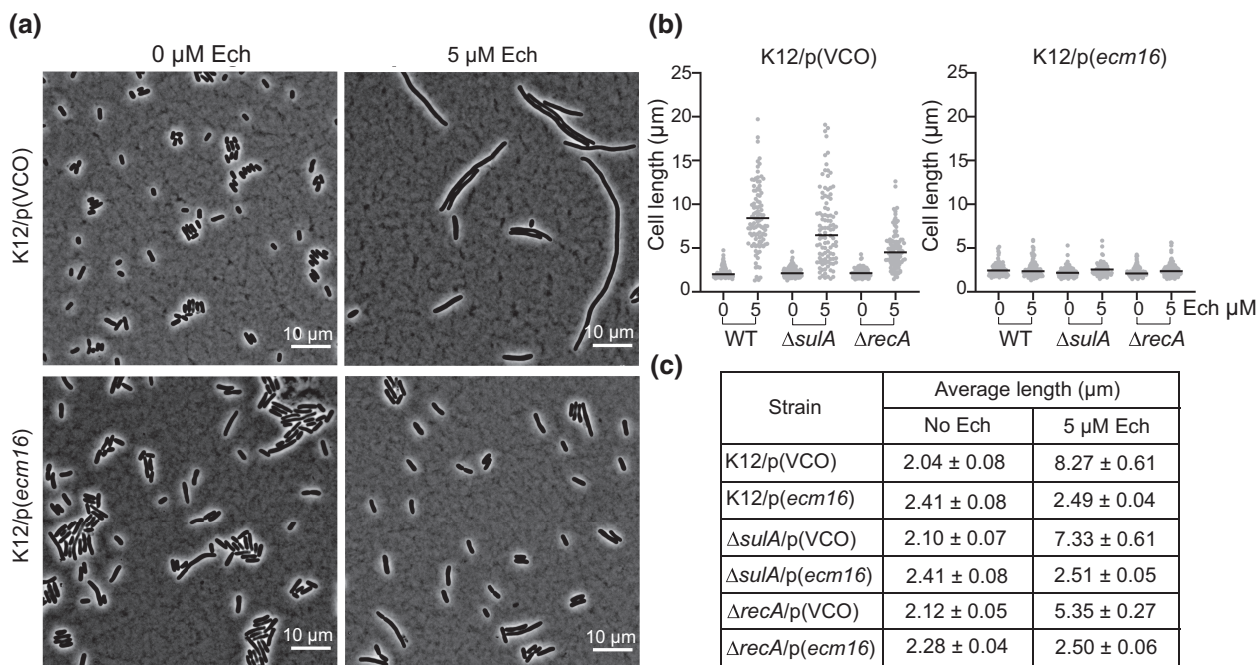 (a)
0 µM Ech
5 µM Ech
K12/p(VCO)
10 µm
10 µm
K12/p(ecm16)
10 µm
10 µm
(b)
K12/p(VCO)
Cell length (µm)
25
20
15
10
5
0
0 5 0 5 0 5
WT ΔsulA ΔrecA
K12/p(ecm16)
Cell length (µm)
25
20
15
10
5
0
0 5 0 5 0 5 Ech µM
WT ΔsulA ΔrecA
(c)
Strain Average length (µm)
No Ech 5 µM Ech
K12/p(VCO) 2.04 ± 0.08 8.27 ± 0.61
K12/p(ecm16) 2.41 ± 0.08 2.49 ± 0.04
ΔsulA/p(VCO) 2.10 ± 0.07 7.33 ± 0.61
ΔsulA/p(ecm16) 2.41 ± 0.08 2.51 ± 0.05
ΔrecA/p(VCO) 2.12 ± 0.05 5.35 ± 0.27
ΔrecA/p(ecm16) 2.28 ± 0.04 2.50 ± 0.06